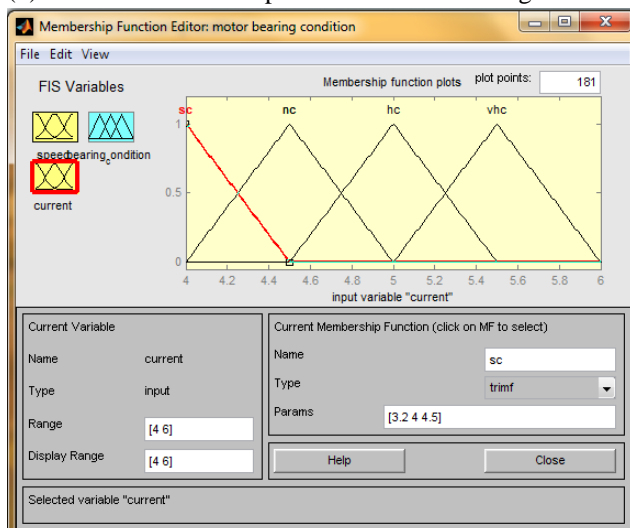 Membership Function Editor: motor bearing condition
File Edit View
FIS Variables
Membership function plots plot points: 181
speed bearing_condition
current
sc nc hc vhc
1
0.5
0
4 4.2 4.4 4.6 4.8 5 5.2 5.4 5.6 5.8 6
input variable "current"
Current Variable
Name current
Type input
Range [4 6]
Display Range [4 6]
Current Membership Function (click on MF to select)
Name sc
Type trimf
Params [3.2 4 4.5]
Help Close
Selected variable "current"